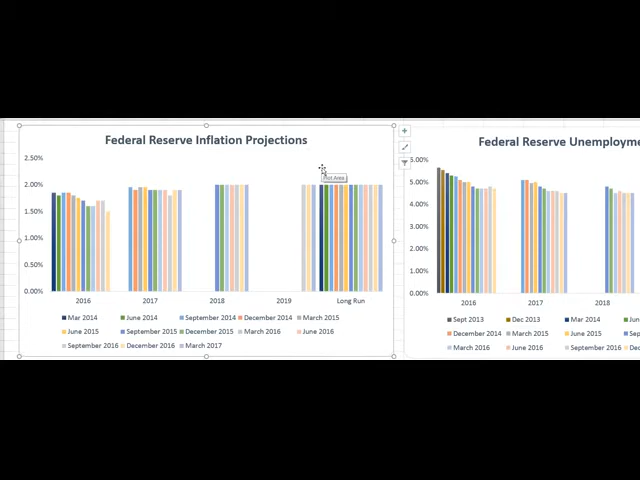 Federal Reserve Inflation Projections
2.50%
2.00%
1.50%
1.00%
0.50%
0.00%
2016 2017 2018 2019 Long Run
Mar 2014 June 2014 September 2014 December 2014 March 2015
June 2015 September 2015 December 2015 March 2016 June 2016
September 2016 December 2016 March 2017
Plot Area
Federal Reserve Unemployme
6.00%
5.00%
4.00%
3.00%
2.00%
1.00%
0.00%
2016 2017 2018
Sept 2013 Dec 2013 Mar 2014 Jun
December 2014 March 2015 June 2015 Sep
March 2016 June 2016 September 2016 Dec